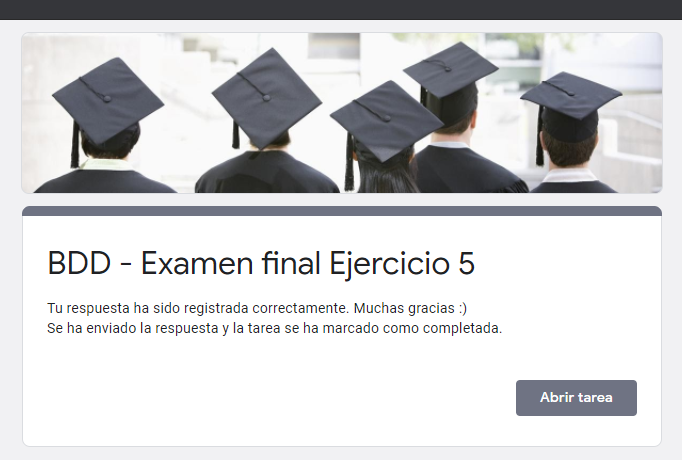 BDD - Examen final Ejercicio 5
Tu respuesta ha sido registrada correctamente. Muchas gracias :)
Se ha enviado la respuesta y la tarea se ha marcado como completada.
Abrir tarea